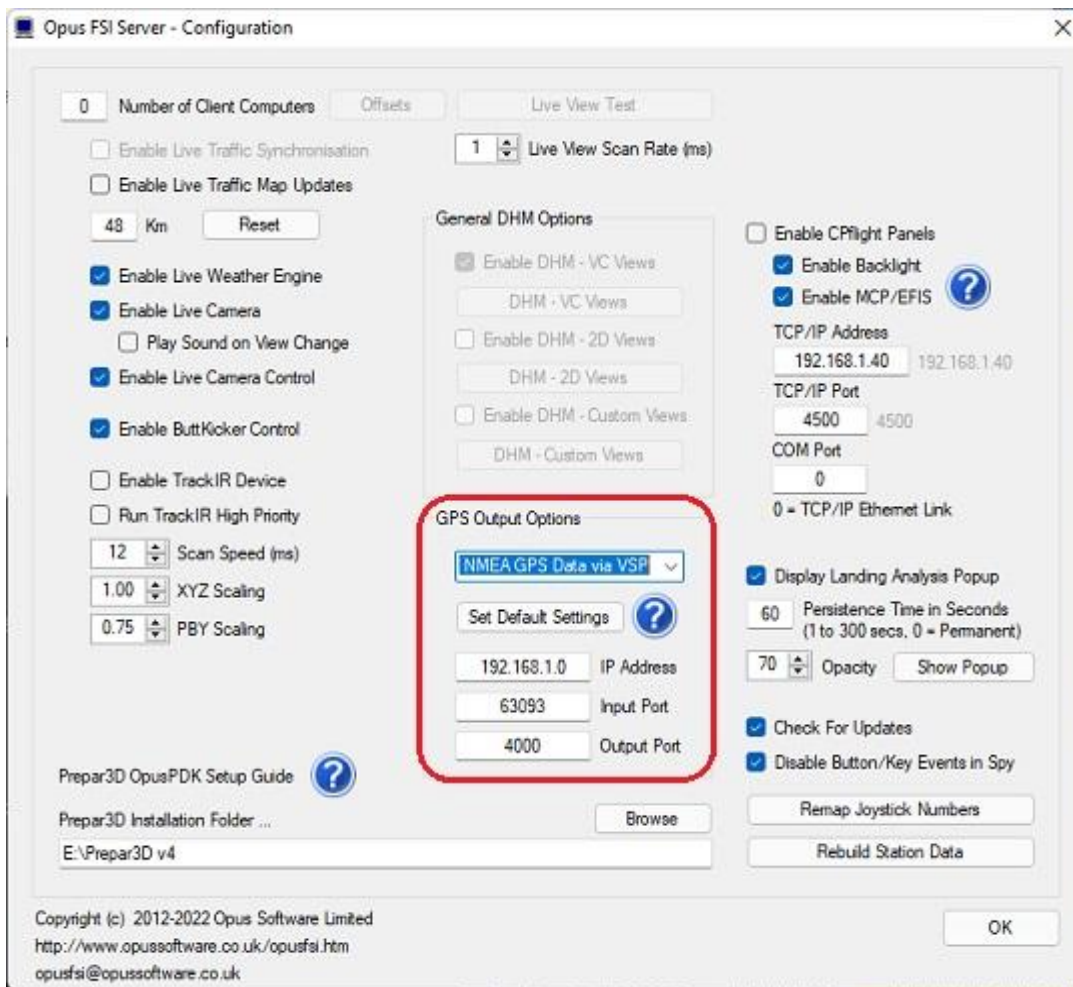 Opus FSI Server - Configuration
0 Number of Client Computers Offsets Live View Test
Enable Live Traffic Synchronisation
1 Live View Scan Rate (ms)
Enable Live Traffic Map Updates
48 Km Reset
Enable Live Weather Engine
Enable Live Camera
Play Sound on View Change
Enable Live Camera Control
Enable ButtKicker Control
Enable TrackIR Device
Run TrackIR High Priority
12 Scan Speed (ms)
1.00 XYZ Scaling
0.75 PBY Scaling
General DHM Options
Enable DHM - VC Views
DHM - VC Views
Enable DHM - 2D Views
DHM - 2D Views
Enable DHM - Custom Views
DHM - Custom Views
GPS Output Options
NMEA GPS Data via VSP
Set Default Settings ?
192.168.1.0 IP Address
63093 Input Port
4000 Output Port
Enable CPflight Panels
Enable Backlight
Enable MCP/EFIS ?
TCP/IP Address
192.168.1.40 192.168.1.40
TCP/IP Port
4500 4500
COM Port
0
0 = TCP/IP Ethernet Link
Display Landing Analysis Popup
60 Persistence Time in Seconds
(1 to 300 secs, 0 = Permanent)
70 Opacity Show Popup
Check For Updates
Disable Button/Key Events in Spy
Remap Joystick Numbers
Rebuild Station Data
Prepar3D OpusPDK Setup Guide ?
Prepar3D Installation Folder ... Browse
E:\Prepar3D v4
Copyright (c) 2012-2022 Opus Software Limited
http://www.opussoftware.co.uk/opusfsi.htm
opusfsi@opussoftware.co.uk
OK